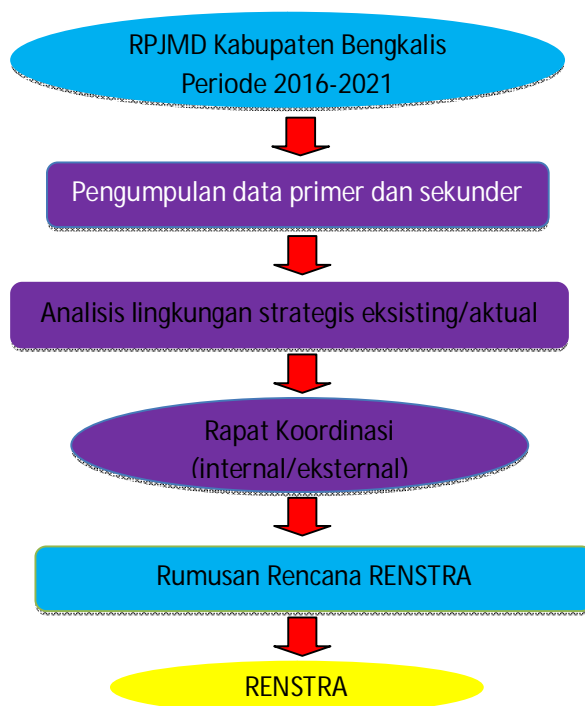 RPJMD Kabupaten Bengkalis
Periode 2016-2021
Pengumpulan data primer dan sekunder
Analisis lingkungan strategis eksisting/aktual
Rapat Koordinasi
(internal/eksternal)
Rumusan Rencana RENSTRA
RENSTRA